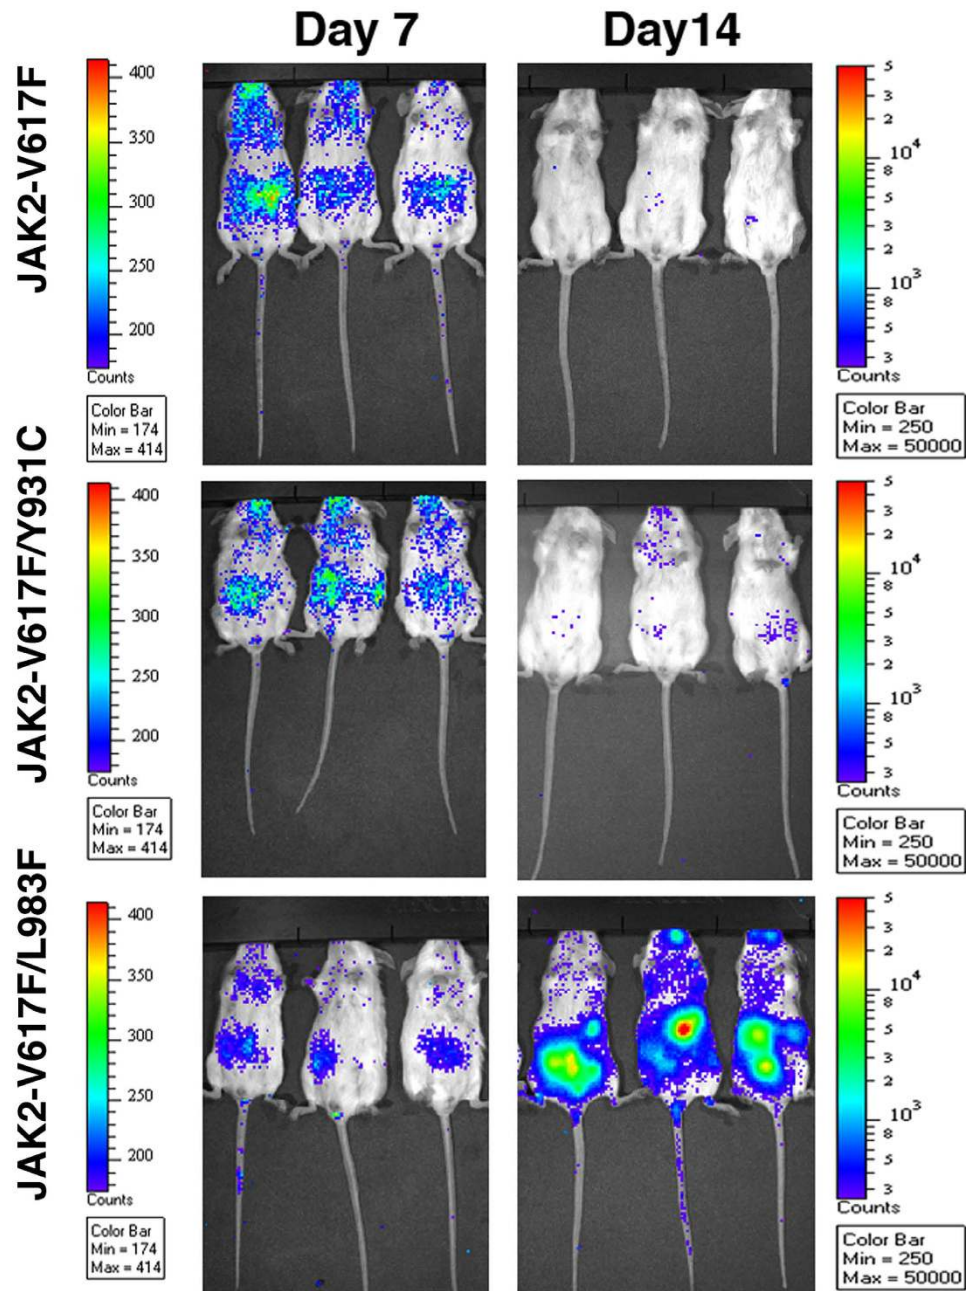 Day 7
Day14
JAK2-V617F
400
350
300
250
200
Counts
Color Bar
Min = 174
Max = 414
5
3
2
10⁴
8
5
3
2
10³
8
5
3
Counts
Color Bar
Min = 250
Max = 50000
JAK2-V617F/Y931C
400
350
300
250
200
Counts
Color Bar
Min = 174
Max = 414
5
3
2
10⁴
8
5
3
2
10³
8
5
3
Counts
Color Bar
Min = 250
Max = 50000
JAK2-V617F/L983F
400
350
300
250
200
Counts
Color Bar
Min = 174
Max = 414
5
3
2
10⁴
8
5
3
2
10³
8
5
3
Counts
Color Bar
Min = 250
Max = 50000